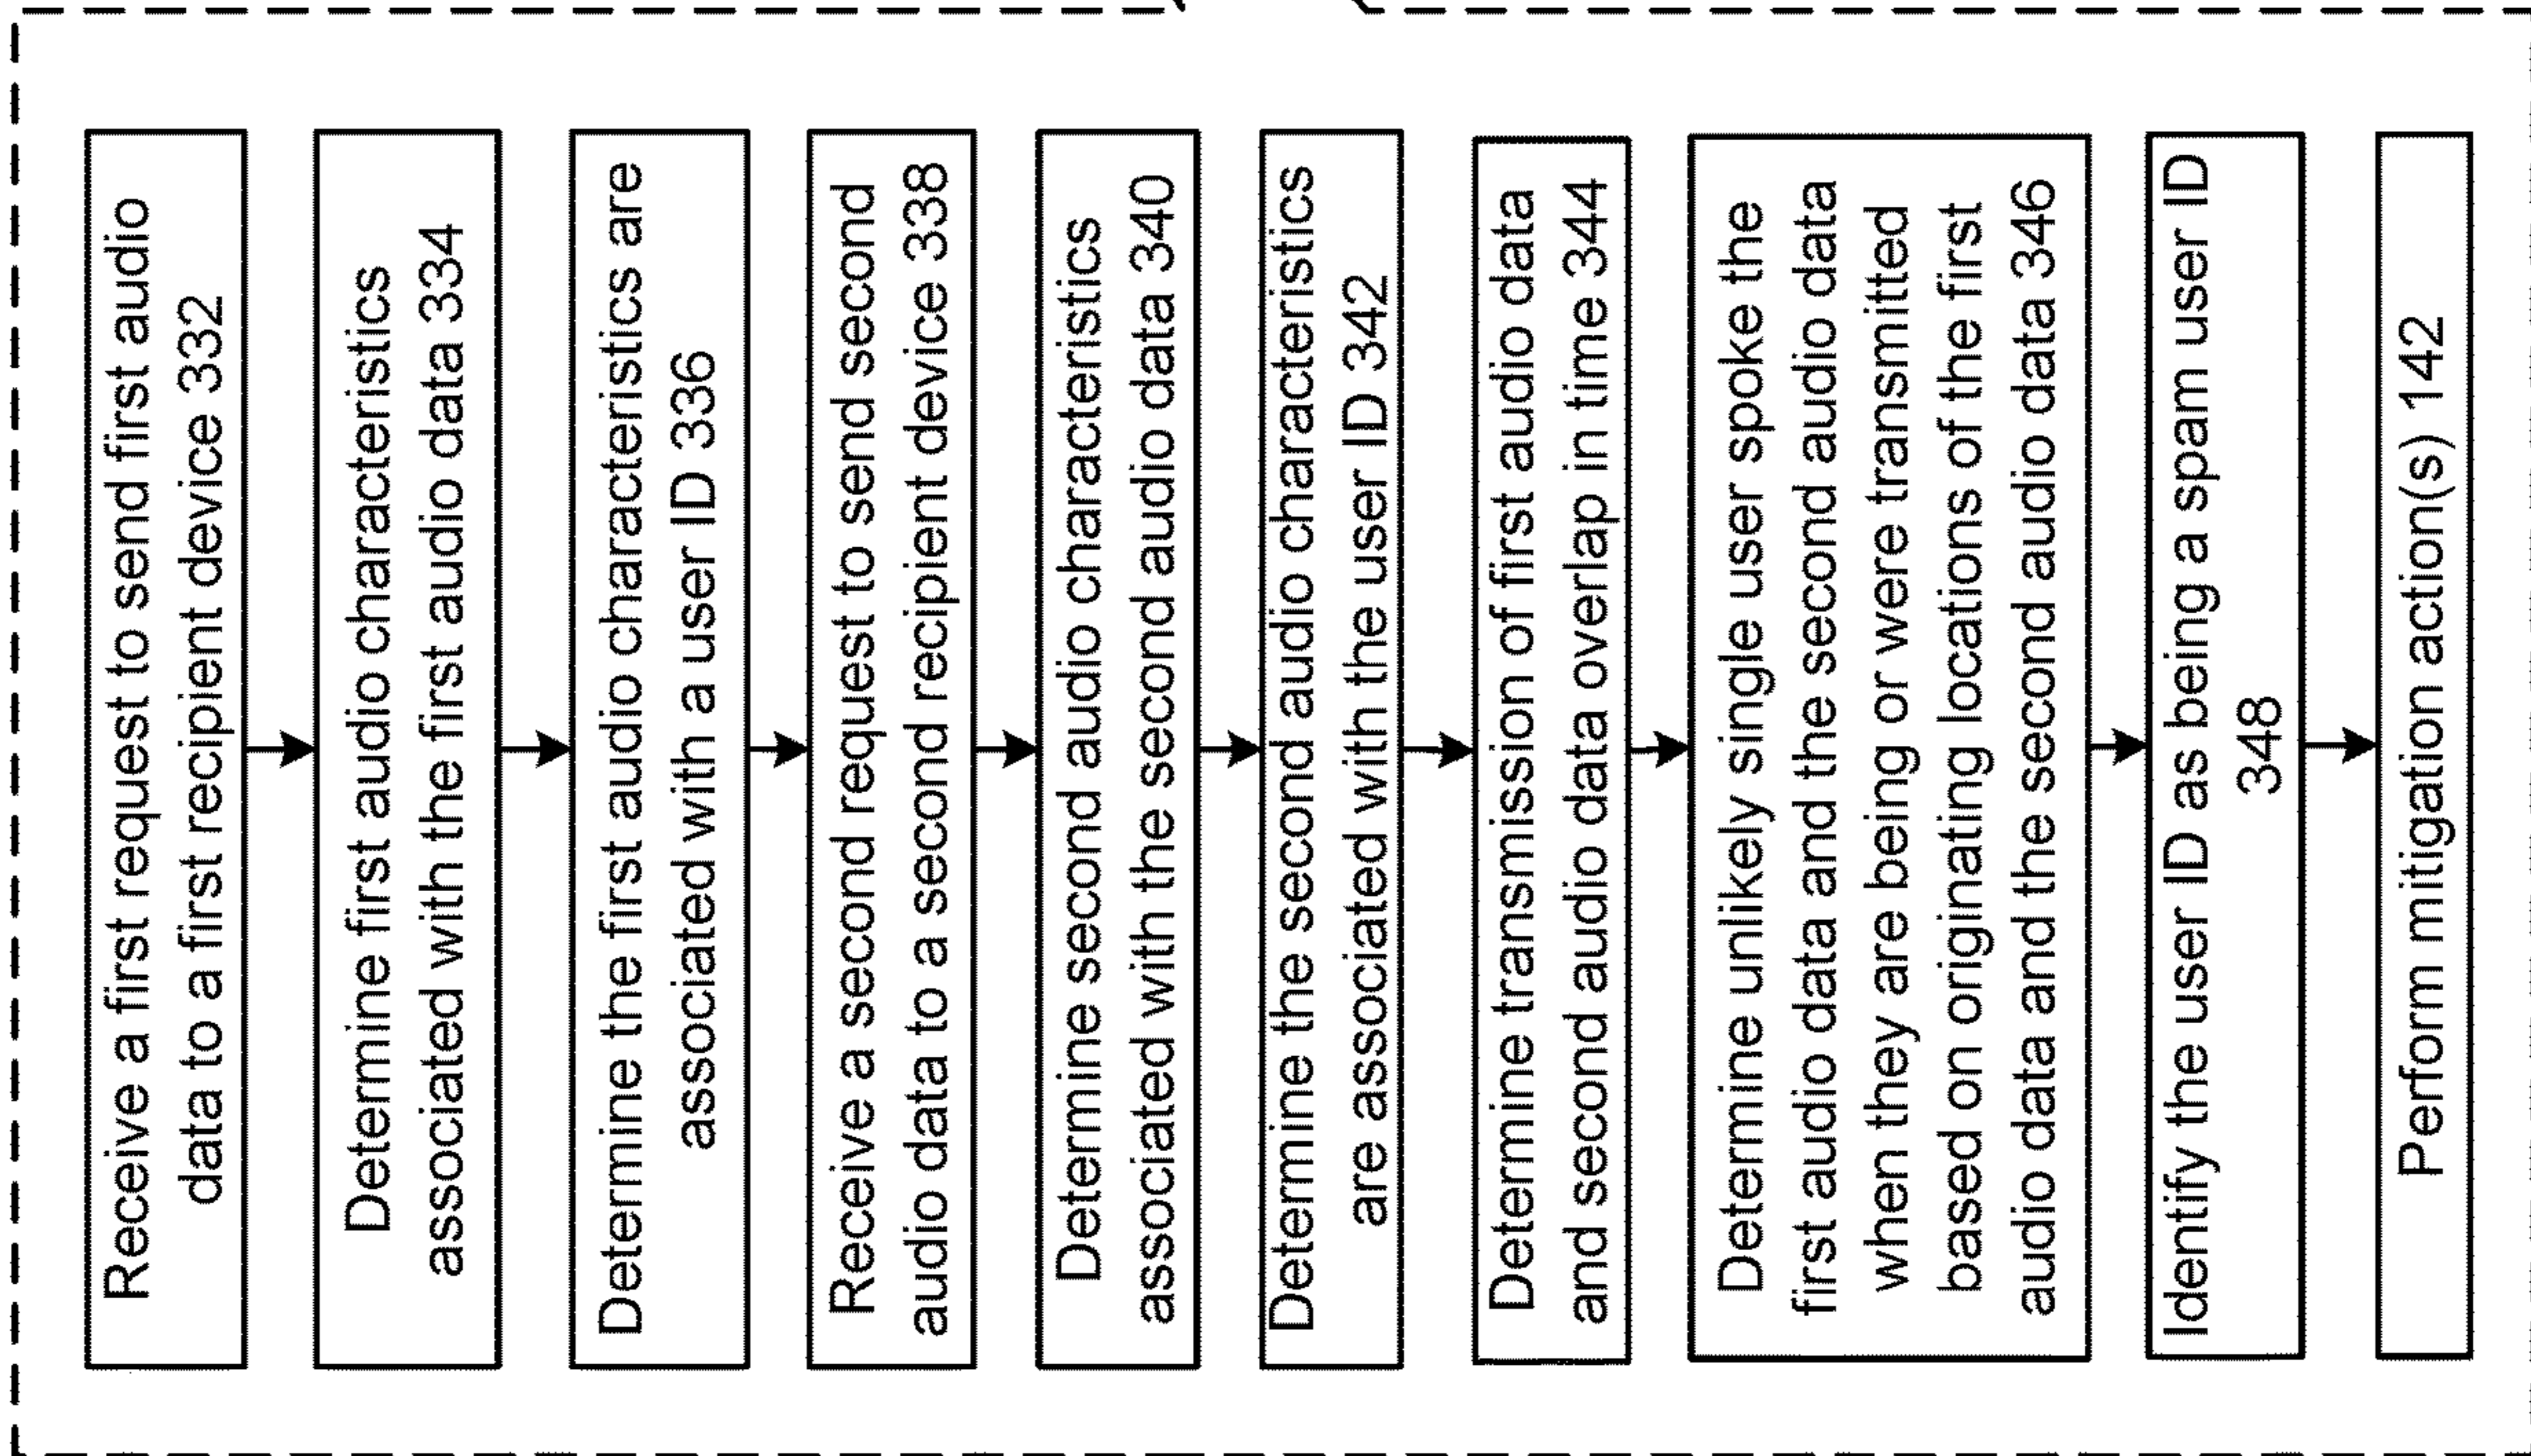 Receive a first request to send first audio
data to a first recipient device 332
Determine first audio characteristics
associated with the first audio data 334
Determine the first audio characteristics are
associated with a user ID 336
Receive a second request to send second
audio data to a second recipient device 338
Determine second audio characteristics
associated with the second audio data 340
Determine the second audio characteristics
are associated with the user ID 342
Determine transmission of first audio data
and second audio data overlap in time 344
Determine unlikely single user spoke the
first audio data and the second audio data
when they are being or were transmitted
based on originating locations of the first
audio data and the second audio data 346
Identify the user ID as being a spam user ID
348
Perform mitigation action(s) 142